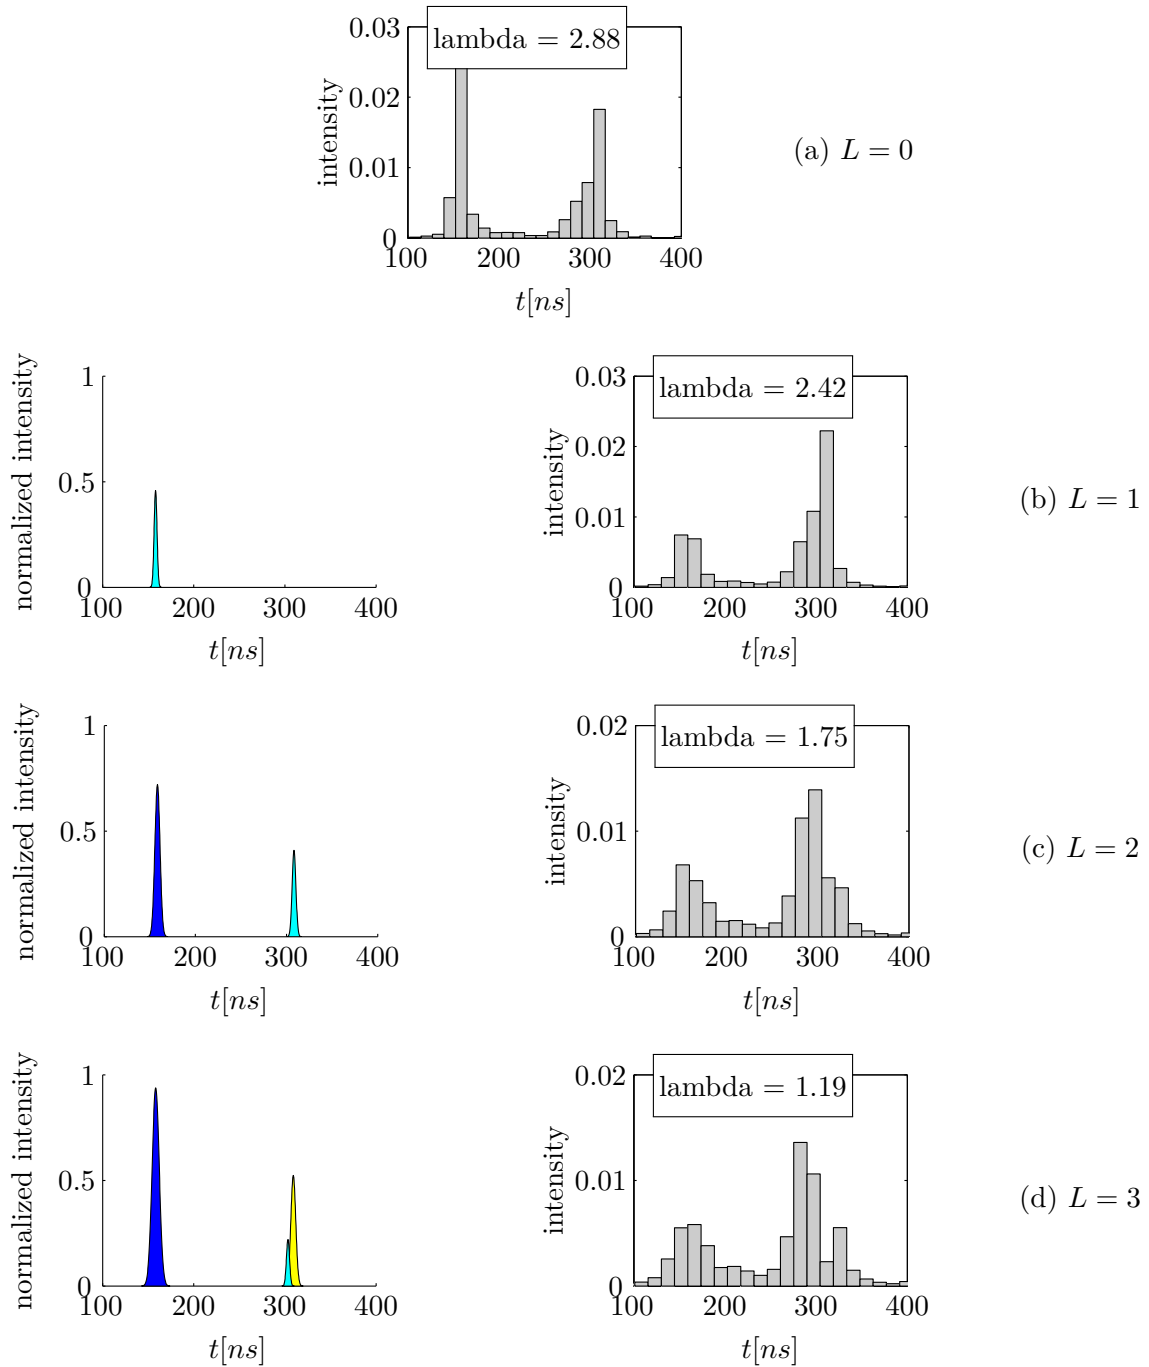 0.03
lambda = 2.88
0.02
0.01
0
intensity
100 200 300 400
t[ns]
(a) L = 0
1
0.5
0
normalized intensity
100 200 300 400
t[ns]
0.03
lambda = 2.42
0.02
0.01
0
intensity
100 200 300 400
t[ns]
(b) L = 1
1
0.5
0
normalized intensity
100 200 300 400
t[ns]
0.02
lambda = 1.75
0.01
0
intensity
100 200 300 400
t[ns]
(c) L = 2
1
0.5
0
normalized intensity
100 200 300 400
t[ns]
0.02
lambda = 1.19
0.01
0
intensity
100 200 300 400
t[ns]
(d) L = 3